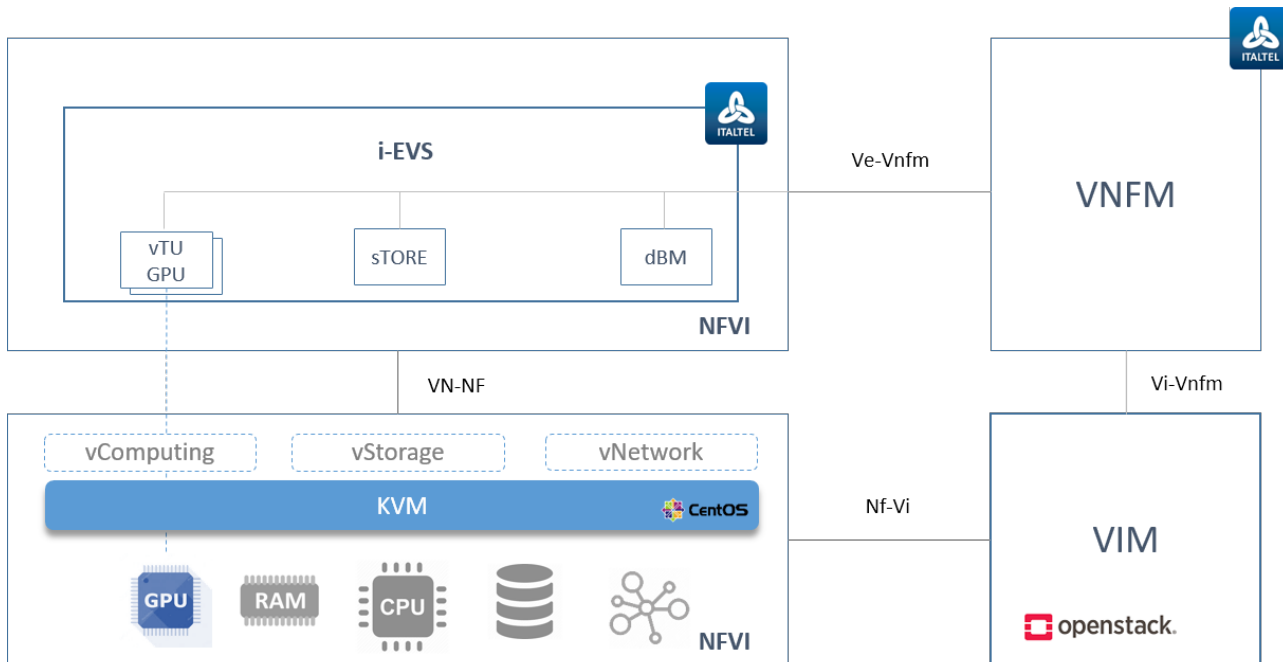 ITALTEL
ITALTEL
i-EVS
Ve-Vnfm
VNFM
vTU
GPU
sTORE
dBM
NFVI
VN-NF
Vi-Vnfm
vComputing
vStorage
vNetwork
KVM
CentOS
Nf-Vi
VIM
GPU
RAM
CPU
openstack.
NFVI